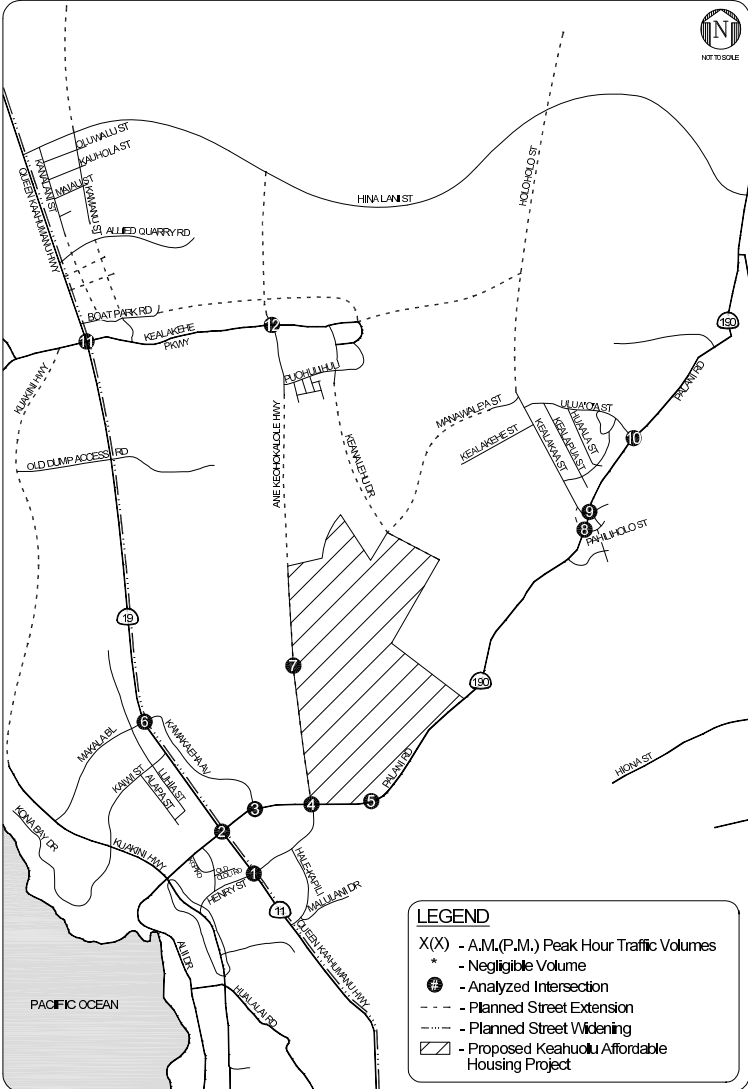 N
NOT TO SCALE
OLUWALU ST
KAUHOLA ST
KANALANI ST
MAIAU ST
KAMANU ST
QUEEN KAAHUMANU HWY
ALLIED QUARRY RD
HINA LANI ST
HOLOHOLO ST
BOAT PARK RD
KEALAKEHE
PKWY
11
12
190
KUAKINI HWY
PUOHULIHULI
PALANI RD
MANAWALE'A ST
ULUA'O'A ST
HUAALA ST
KEALAPUA ST
KEALAKAA ST
KEALAKEHE ST
10
OLD DUMP ACCESS RD
ANE KEOHOKALOLE HWY
KEANALEHU DR
9
8
PAHILIHOLO ST
19
7
190
6
MAKALA BL
KAMAKAEHA AV
KAIWI ST
LUHIA ST
ALAPA ST
PALANI RD
HIONA ST
3
4
5
KONA BAY DR
KUAKINI HWY
2
1
HENRY ST
HALE-KAPILI
MALULANI DR
11
QUEEN KAAHUMANU HWY
ALII DR
HUALALAI RD
PACIFIC OCEAN
LEGEND
X(X) - A.M.(P.M.) Peak Hour Traffic Volumes
* - Negligible Volume
# - Analyzed Intersection
- Planned Street Extension
- Planned Street Widening
- Proposed Keahuolu Affordable
Housing Project